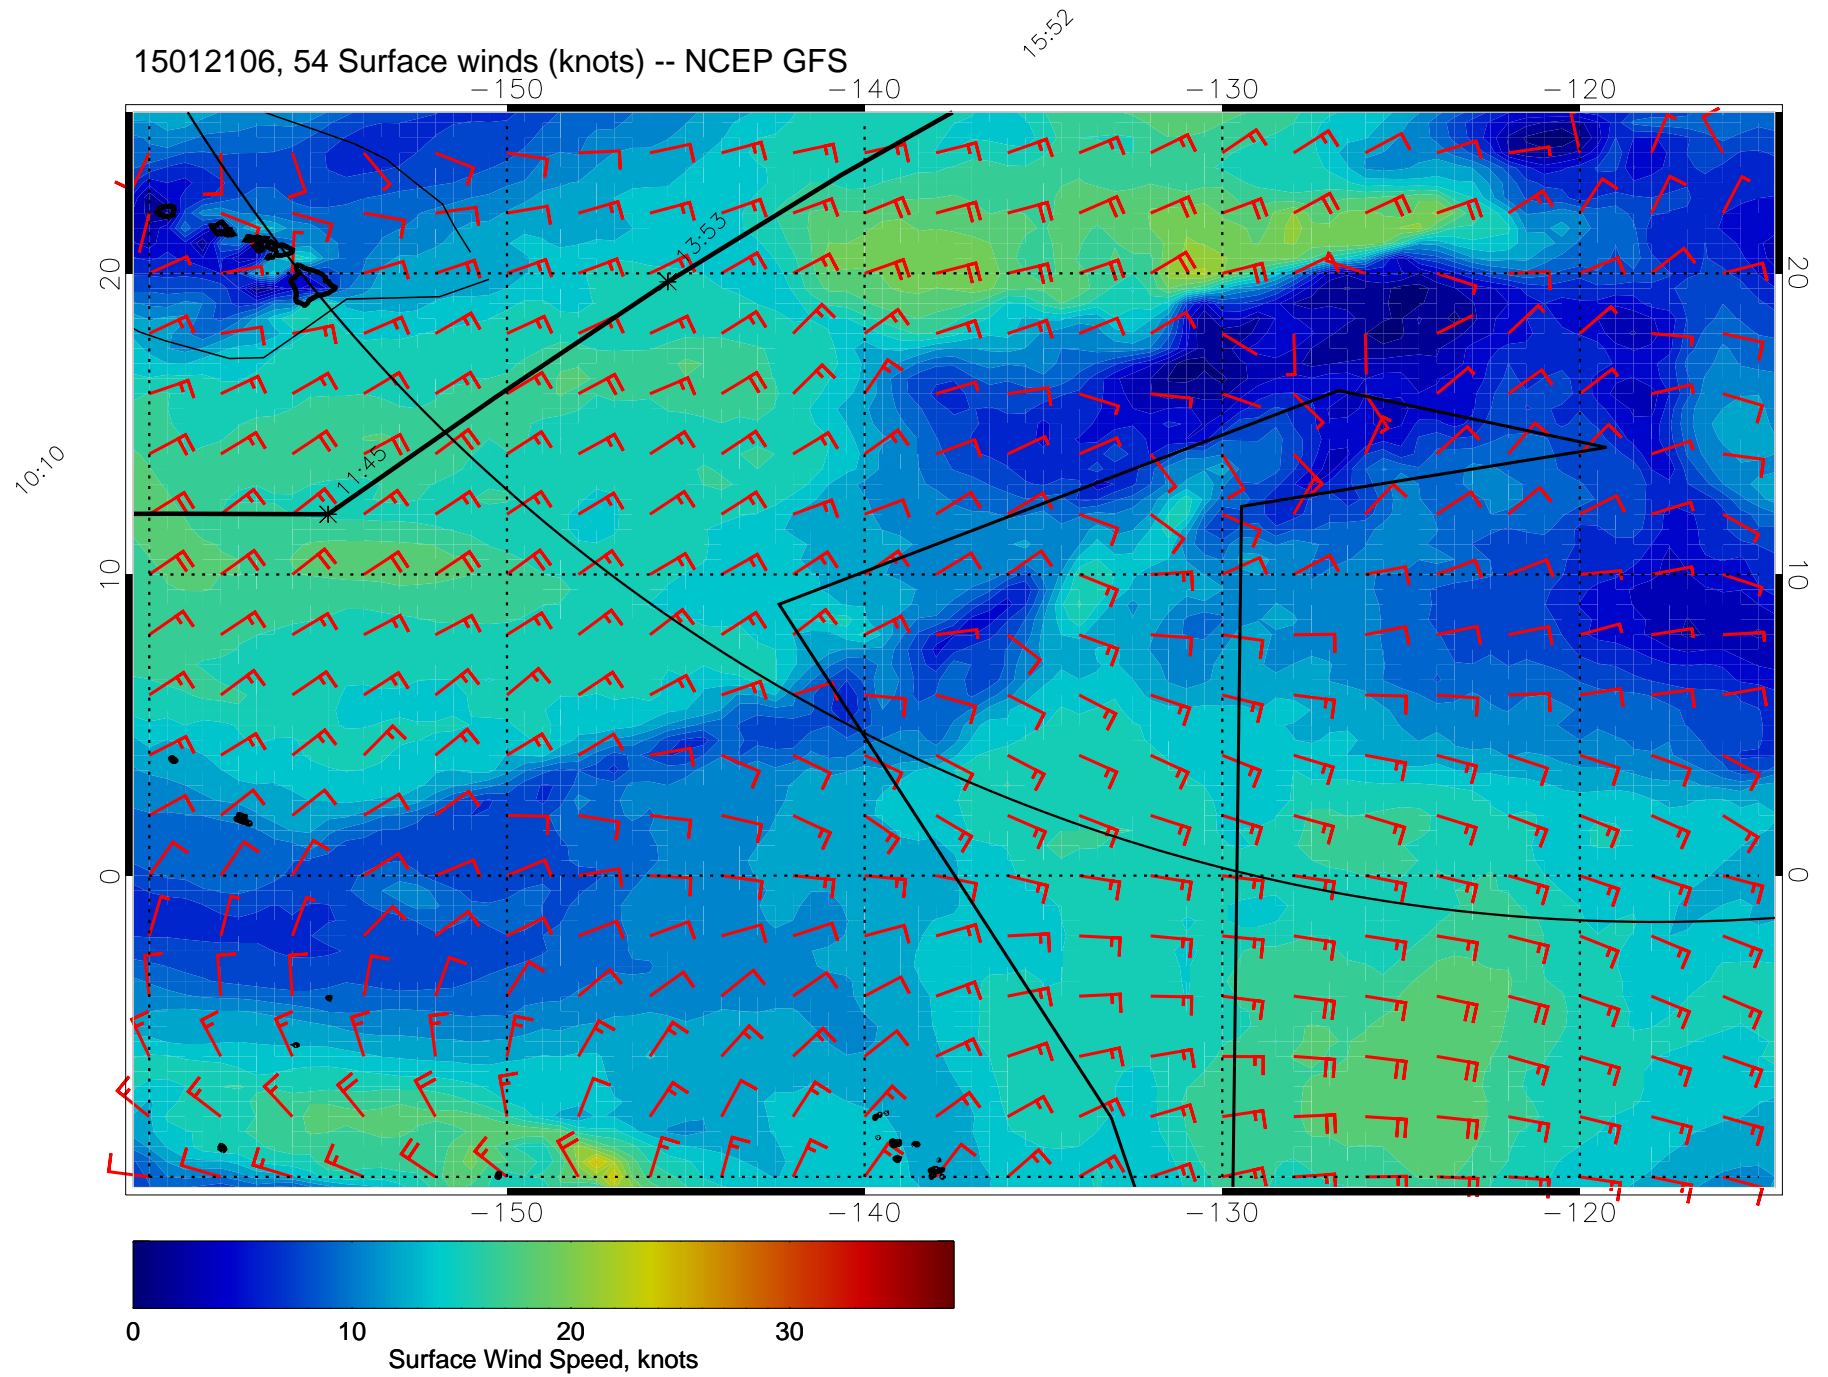 15:52
15012106, 54 Surface winds (knots) -- NCEP GFS
-150 -140 -130 -120
13:53
20 20
11:45
10:10
10 10
0 0
-150 -140 -130 -120
0 10 20 30
Surface Wind Speed, knots